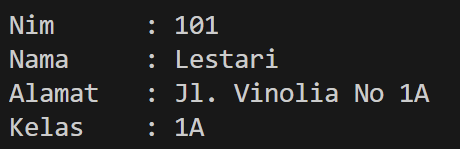 Nim     : 101
Nama    : Lestari
Alamat  : Jl. Vinolia No 1A
Kelas   : 1A